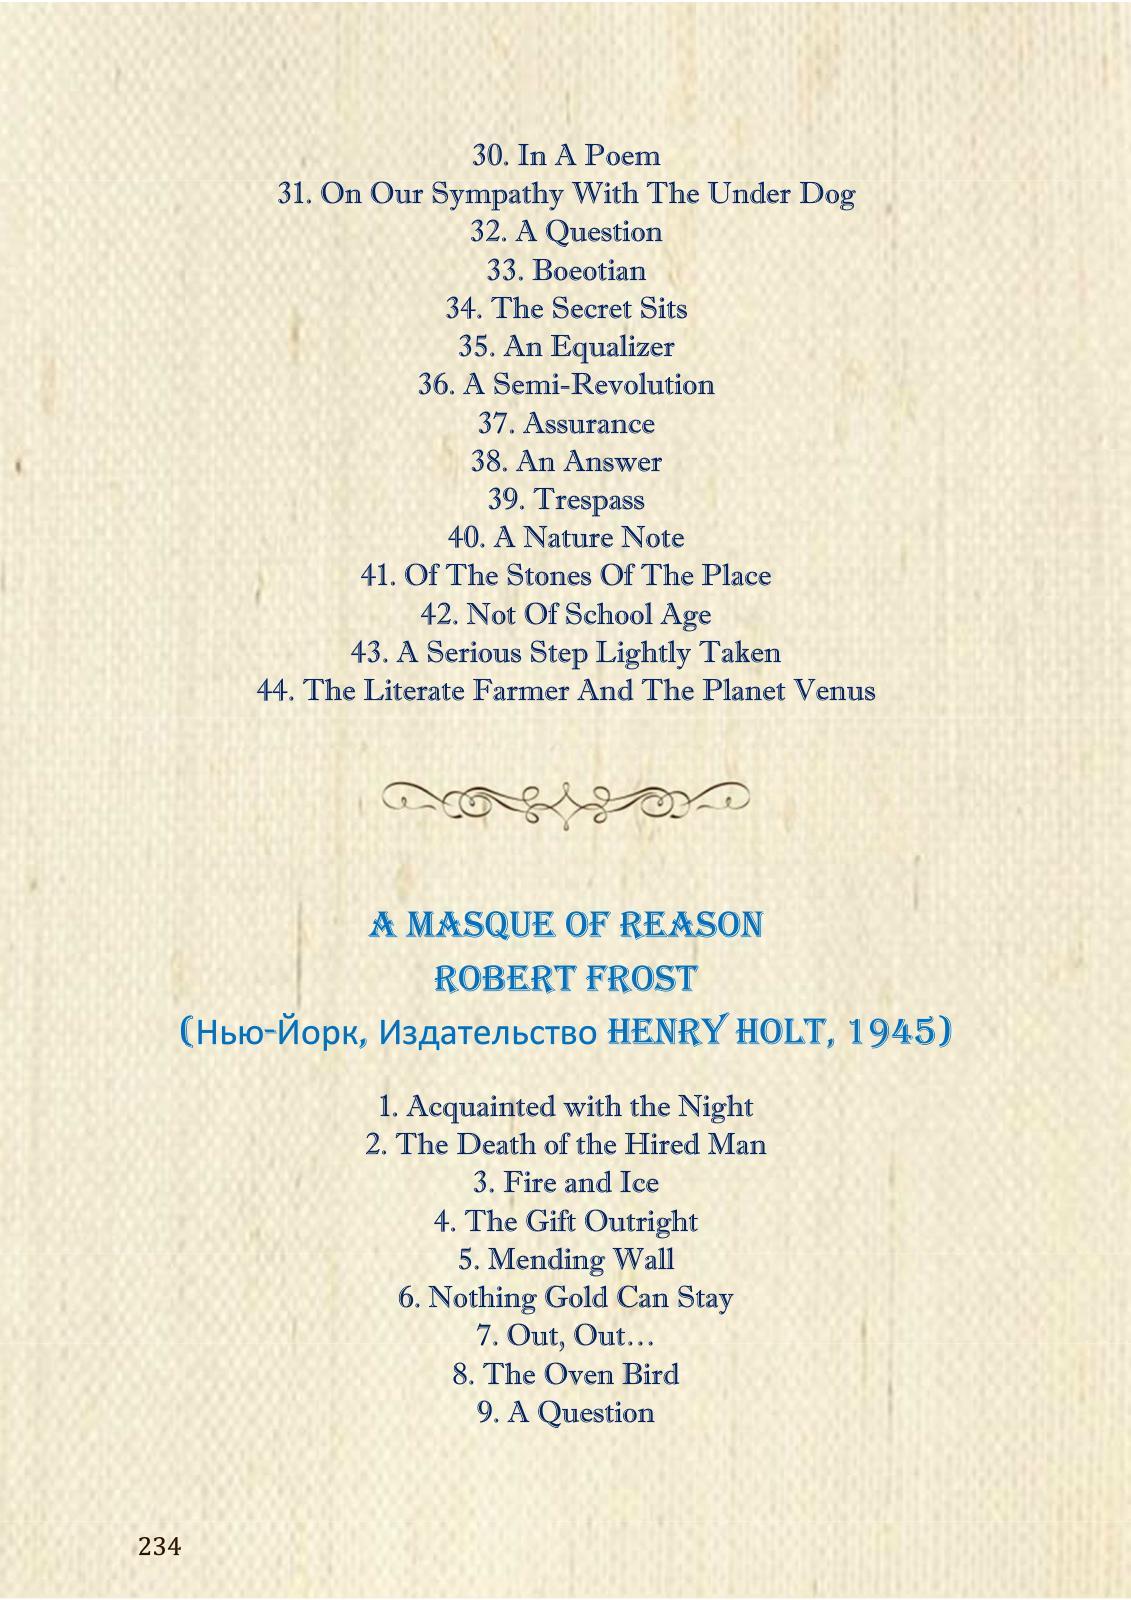 30. In A Poem
31. On Our Sympathy With The Under Dog
32. A Question
33. Boeotian
34. The Secret Sits
35. An Equalizer
36. A Semi-Revolution
37. Assurance
38. An Answer
39. Trespass
40. A Nature Note
41. Of The Stones Of The Place
42. Not Of School Age
43. A Serious Step Lightly Taken
44. The Literate Farmer And The Planet Venus
A MASQUE OF REASON
ROBERT FROST
(Нью-Йорк, Издательство HENRY HOLT, 1945)
1. Acquainted with the Night
2. The Death of the Hired Man
3. Fire and Ice
4. The Gift Outright
5. Mending Wall
6. Nothing Gold Can Stay
7. Out, Out…
8. The Oven Bird
9. A Question
234